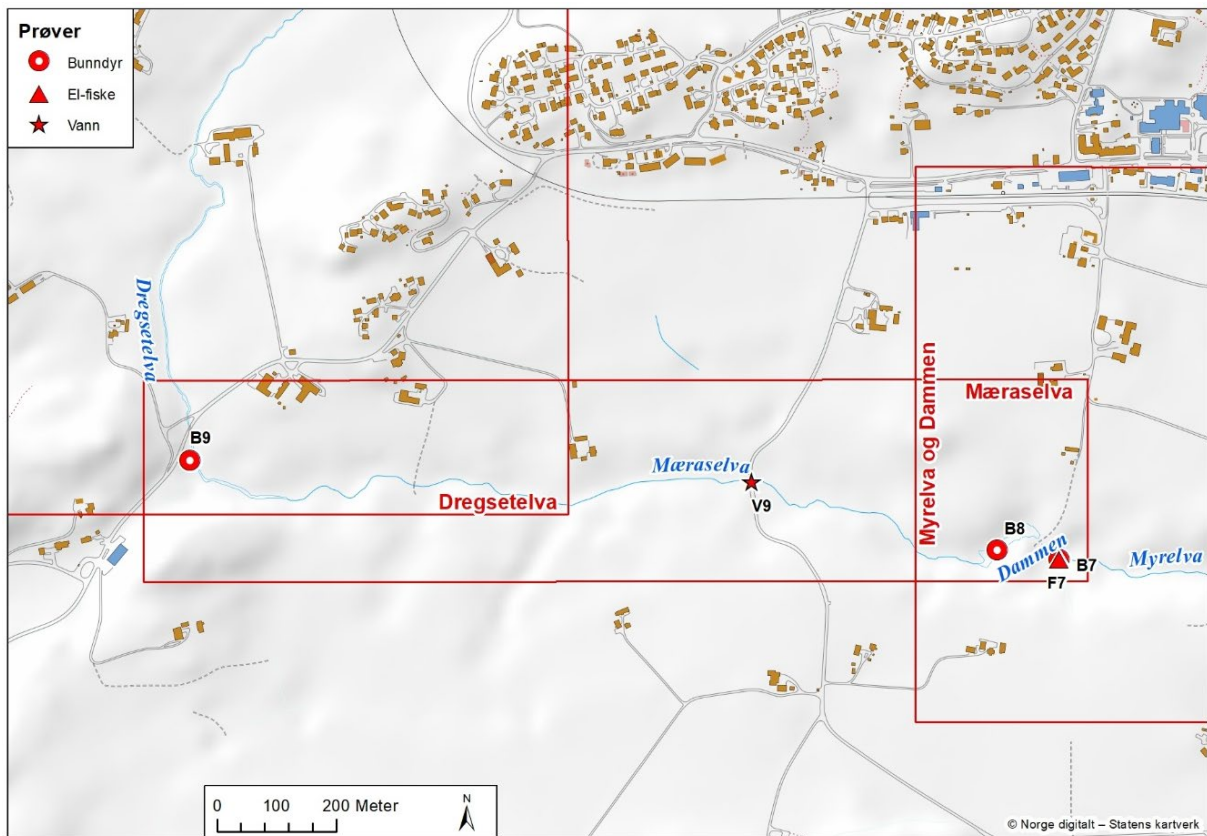 Prøver
Bunndyr
El-fiske
Vann
Dregsetelva
B9
Dregsetelva
Mæraselva
V9
Myrelva og Dammen
Mæraselva
B8
Dammen
B7
F7
Myrelva
0 100 200 Meter
N
© Norge digitalt – Statens kartverk